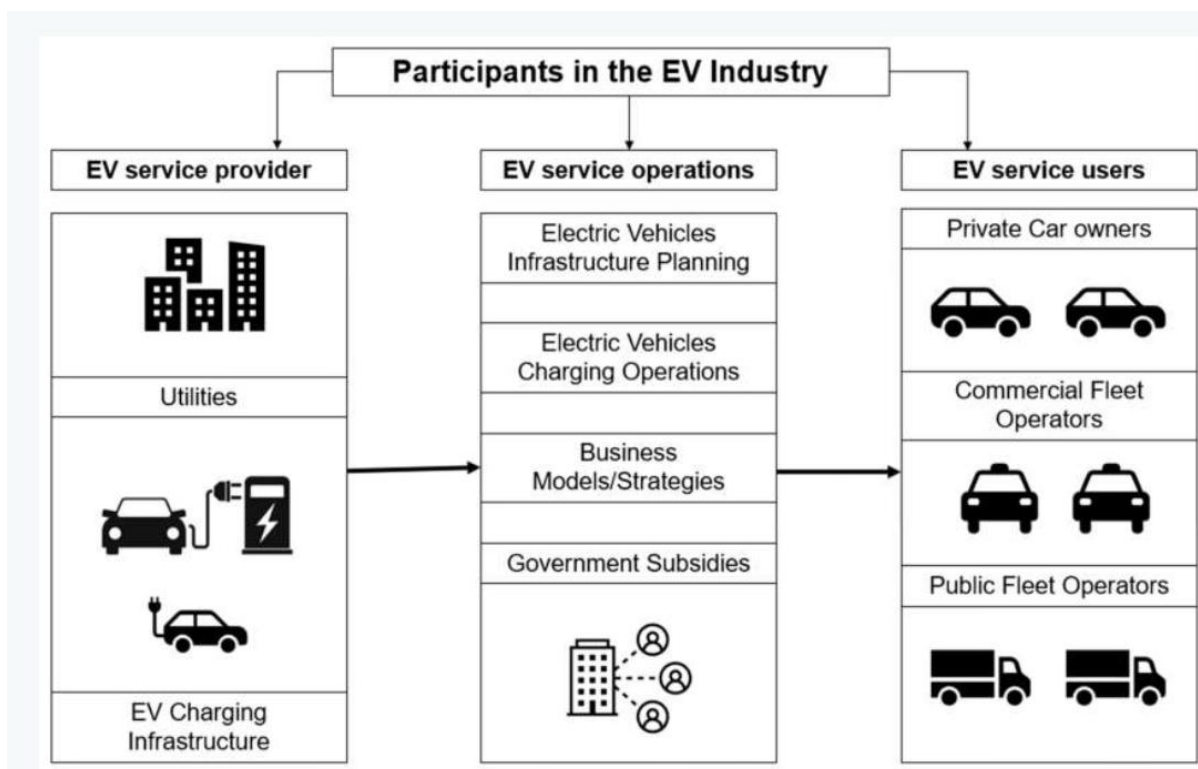 Participants in the EV Industry
EV service provider
Utilities
EV Charging
Infrastructure
EV service operations
Electric Vehicles
Infrastructure Planning
Electric Vehicles
Charging Operations
Business
Models/Strategies
Government Subsidies
EV service users
Private Car owners
Commercial Fleet
Operators
Public Fleet Operators